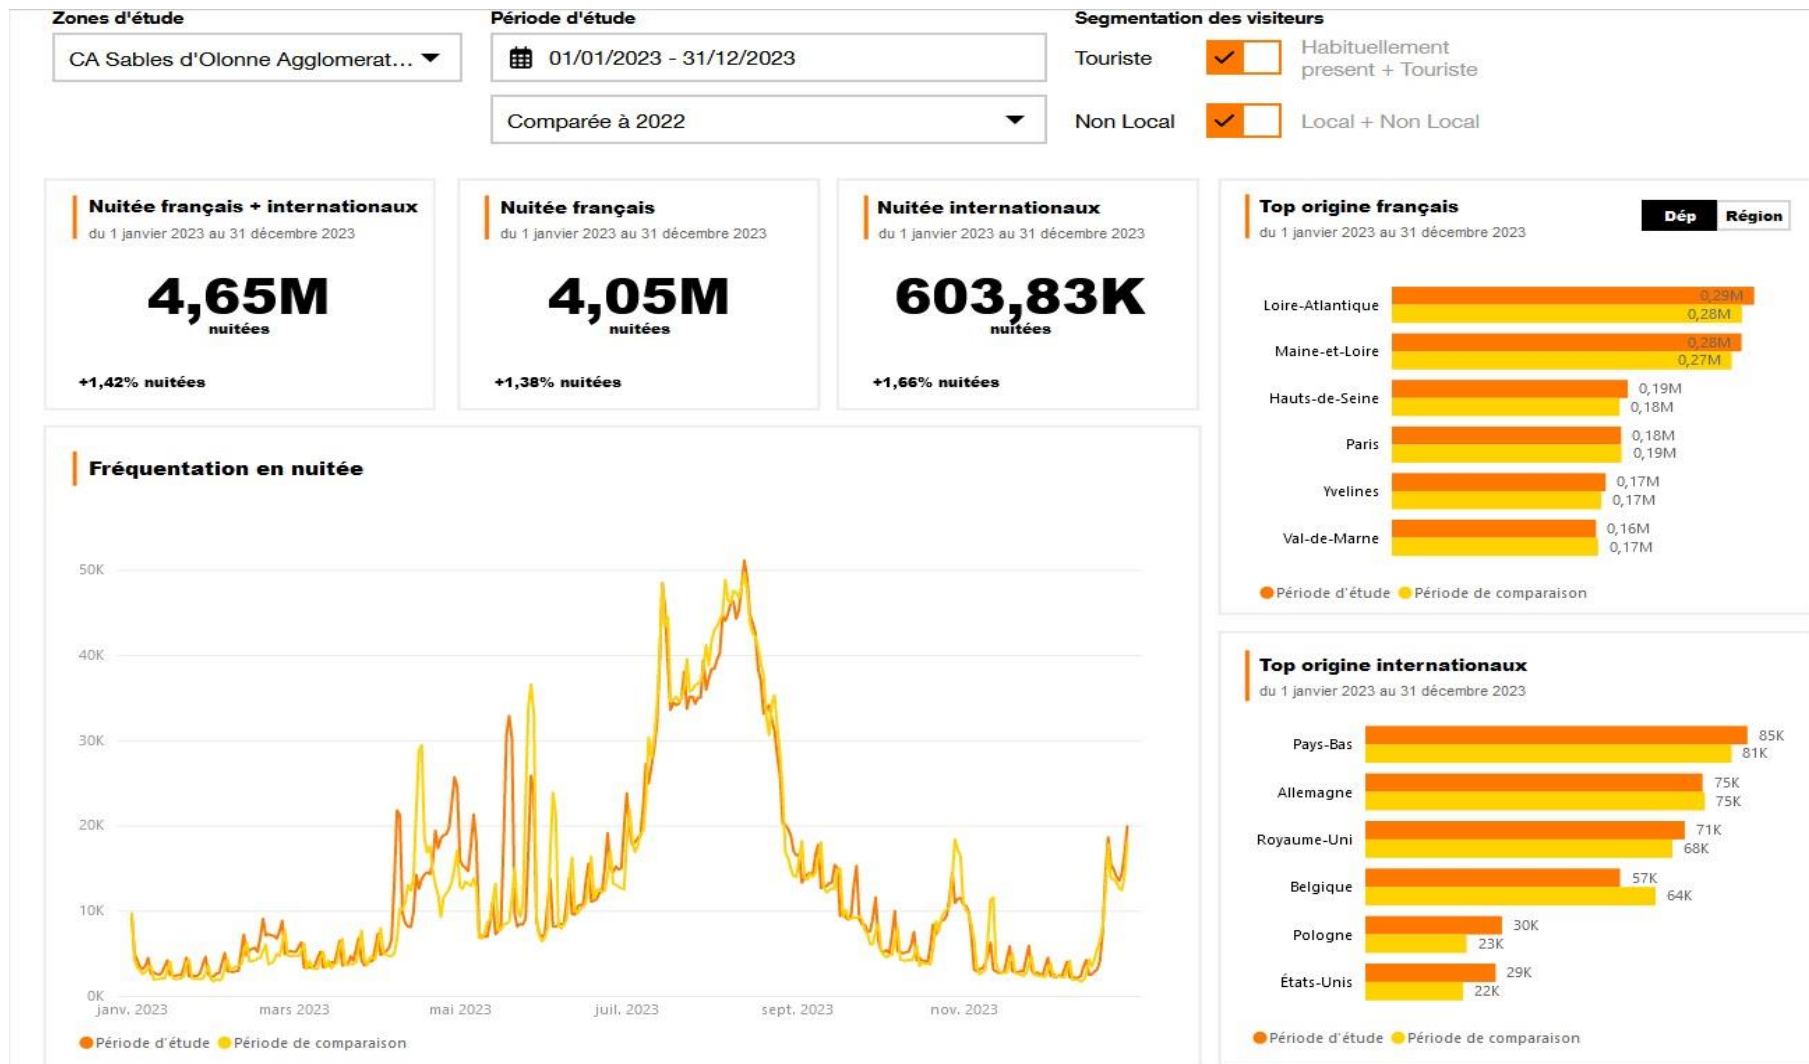 Zones d'étude
CA Sables d'Olonne Agglomerat...
Période d'étude
01/01/2023 - 31/12/2023
Comparée à 2022
Segmentation des visiteurs
Touriste
Habituellement
present + Touriste
Non Local
Local + Non Local
Nuitée français + internationaux
du 1 janvier 2023 au 31 décembre 2023
4,65M
nuitées
+1,42% nuitées
Nuitée français
du 1 janvier 2023 au 31 décembre 2023
4,05M
nuitées
+1,38% nuitées
Nuitée internationaux
du 1 janvier 2023 au 31 décembre 2023
603,83K
nuitées
+1,66% nuitées
Top origine français
du 1 janvier 2023 au 31 décembre 2023
Dép Région
Loire-Atlantique
0,29M
0,28M
Maine-et-Loire
0,28M
0,27M
Hauts-de-Seine
0,19M
0,18M
Paris
0,18M
0,19M
Yvelines
0,17M
0,17M
Val-de-Marne
0,16M
0,17M
Période d'étude Période de comparaison
Fréquentation en nuitée
50K
40K
30K
20K
10K
0K
janv. 2023 mars 2023 mai 2023 juil. 2023 sept. 2023 nov. 2023
Période d'étude Période de comparaison
Top origine internationaux
du 1 janvier 2023 au 31 décembre 2023
Pays-Bas
85K
81K
Allemagne
75K
75K
Royaume-Uni
71K
68K
Belgique
57K
64K
Pologne
30K
23K
États-Unis
29K
22K
Période d'étude Période de comparaison